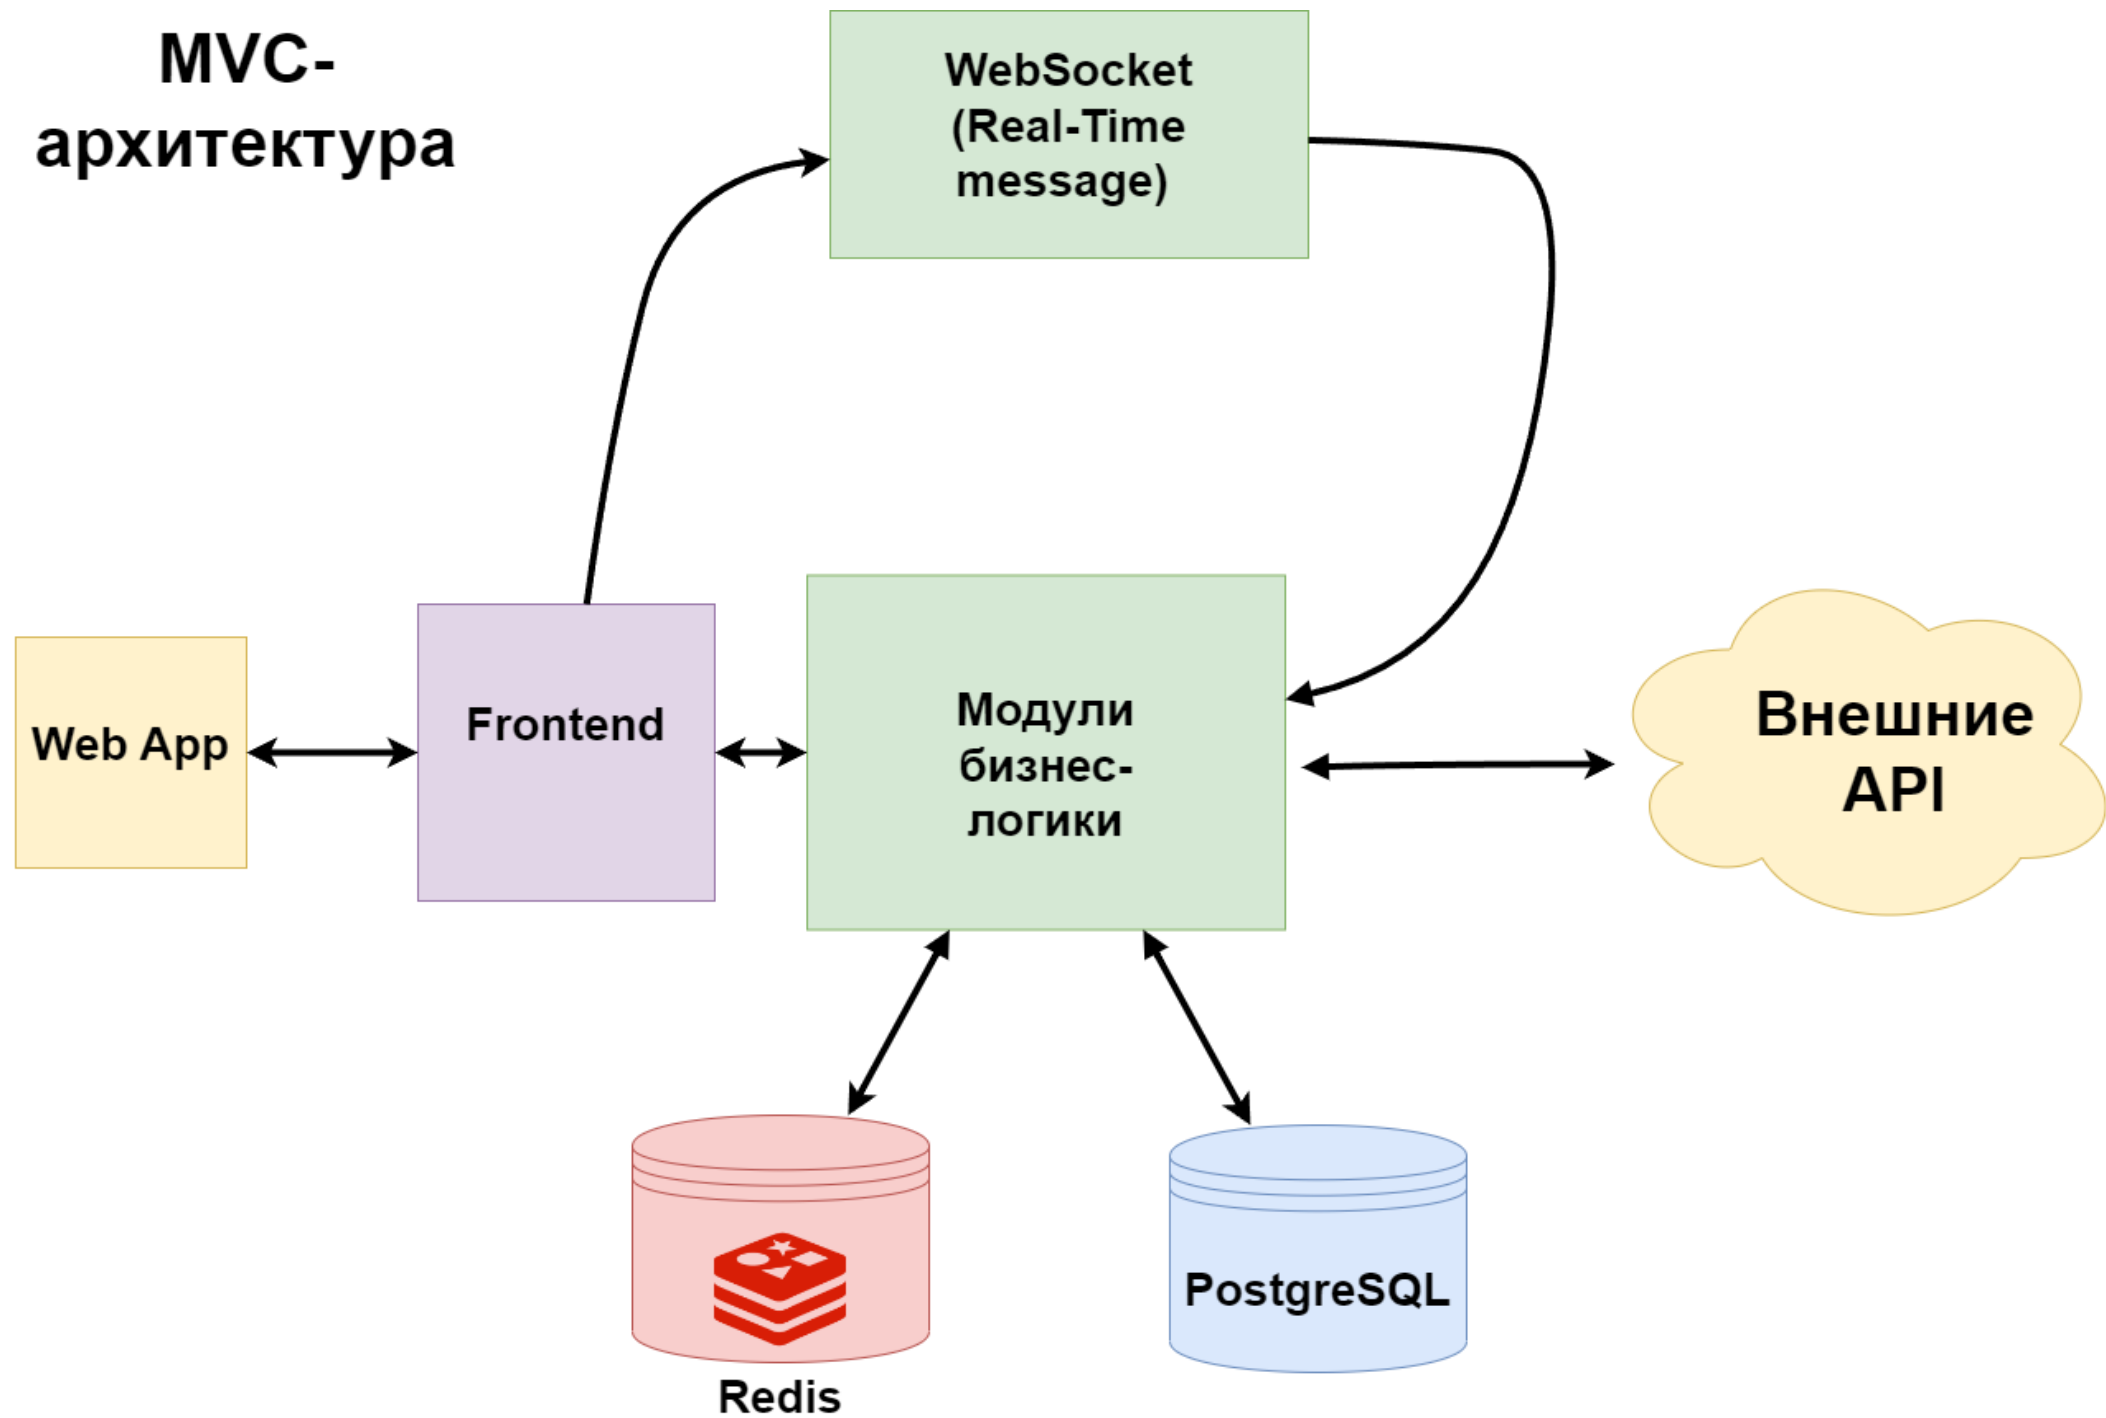 MVC-
архитектура
WebSocket
(Real-Time
message)
Web App
Frontend
Модули
бизнес-
логики
Внешние
API
Redis
PostgreSQL